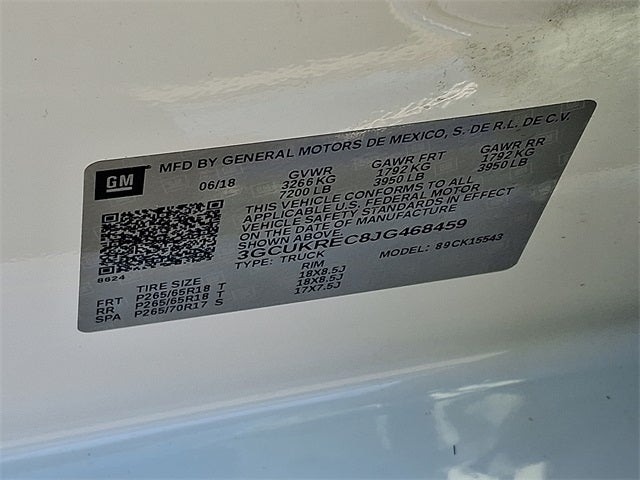 GM
MFD BY GENERAL MOTORS DE MEXICO, S. DE R.L. DE C.V.
06/18 GVWR GAWR FRT GAWR RR
3266 KG 1792 KG 1792 KG
7200 LB 3950 LB 3950 LB
THIS VEHICLE CONFORMS TO ALL
APPLICABLE U.S. FEDERAL MOTOR
VEHICLE SAFETY STANDARDS IN EFFECT
ON THE DATE OF MANUFACTURE
SHOWN ABOVE.
3GCUKREC8JG468459
TYPE: TRUCK MODEL: 89CK15543
8624
TIRE SIZE RIM
FRT P265/65R18 T 18X8.5J
RR P265/65R18 T 18X8.5J
SPA P265/70R17 S 17X7.5J